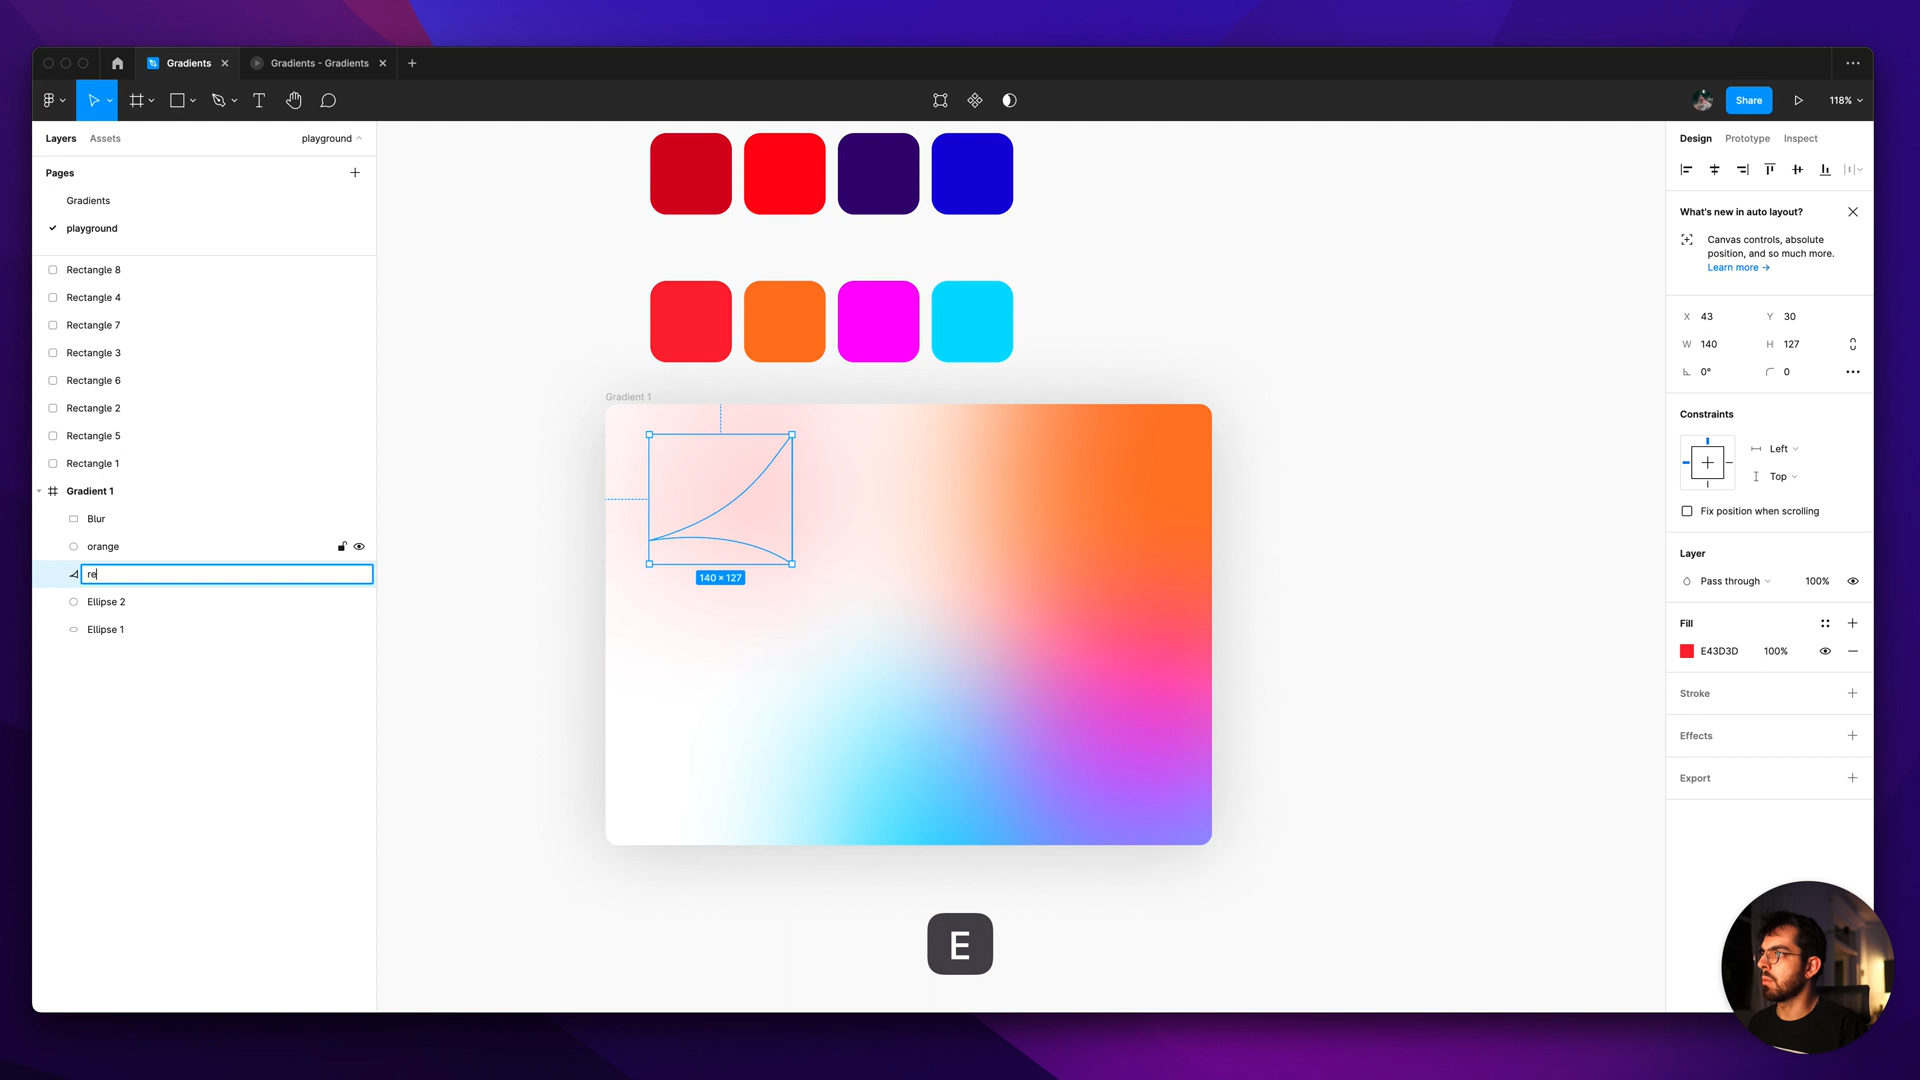 Gradients
Gradients - Gradients
Share
118%
Layers
Assets
playground
Pages
Gradients
playground
Rectangle 8
Rectangle 4
Rectangle 7
Rectangle 3
Rectangle 6
Rectangle 2
Rectangle 5
Rectangle 1
Gradient 1
Blur
orange
re
Ellipse 2
Ellipse 1
Gradient 1
140 × 127
E
Design
Prototype
Inspect
What's new in auto layout?
Canvas controls, absolute
position, and so much more.
Learn more →
X 43
Y 30
W 140
H 127
0°
0
Constraints
Left
Top
Fix position when scrolling
Layer
Pass through
100%
Fill
E43D3D
100%
Stroke
Effects
Export